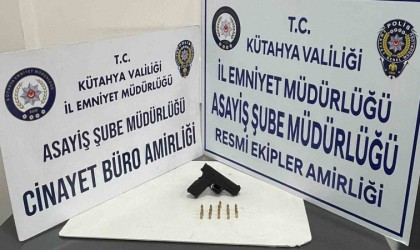 T.C.
KÜTAHYA VALİLİĞİ
İL EMNİYET MÜDÜRLÜĞÜ
ASAYİŞ ŞUBE MÜDÜRLÜĞÜ
CİNAYET BÜRO AMİRLİĞİ
T.C.
KÜTAHYA VALİLİĞİ
İL EMNİYET MÜDÜRLÜĞÜ
ASAYİŞ ŞUBE MÜDÜRLÜĞÜ
RESMİ EKİPLER AMİRLİĞİ
POLİS